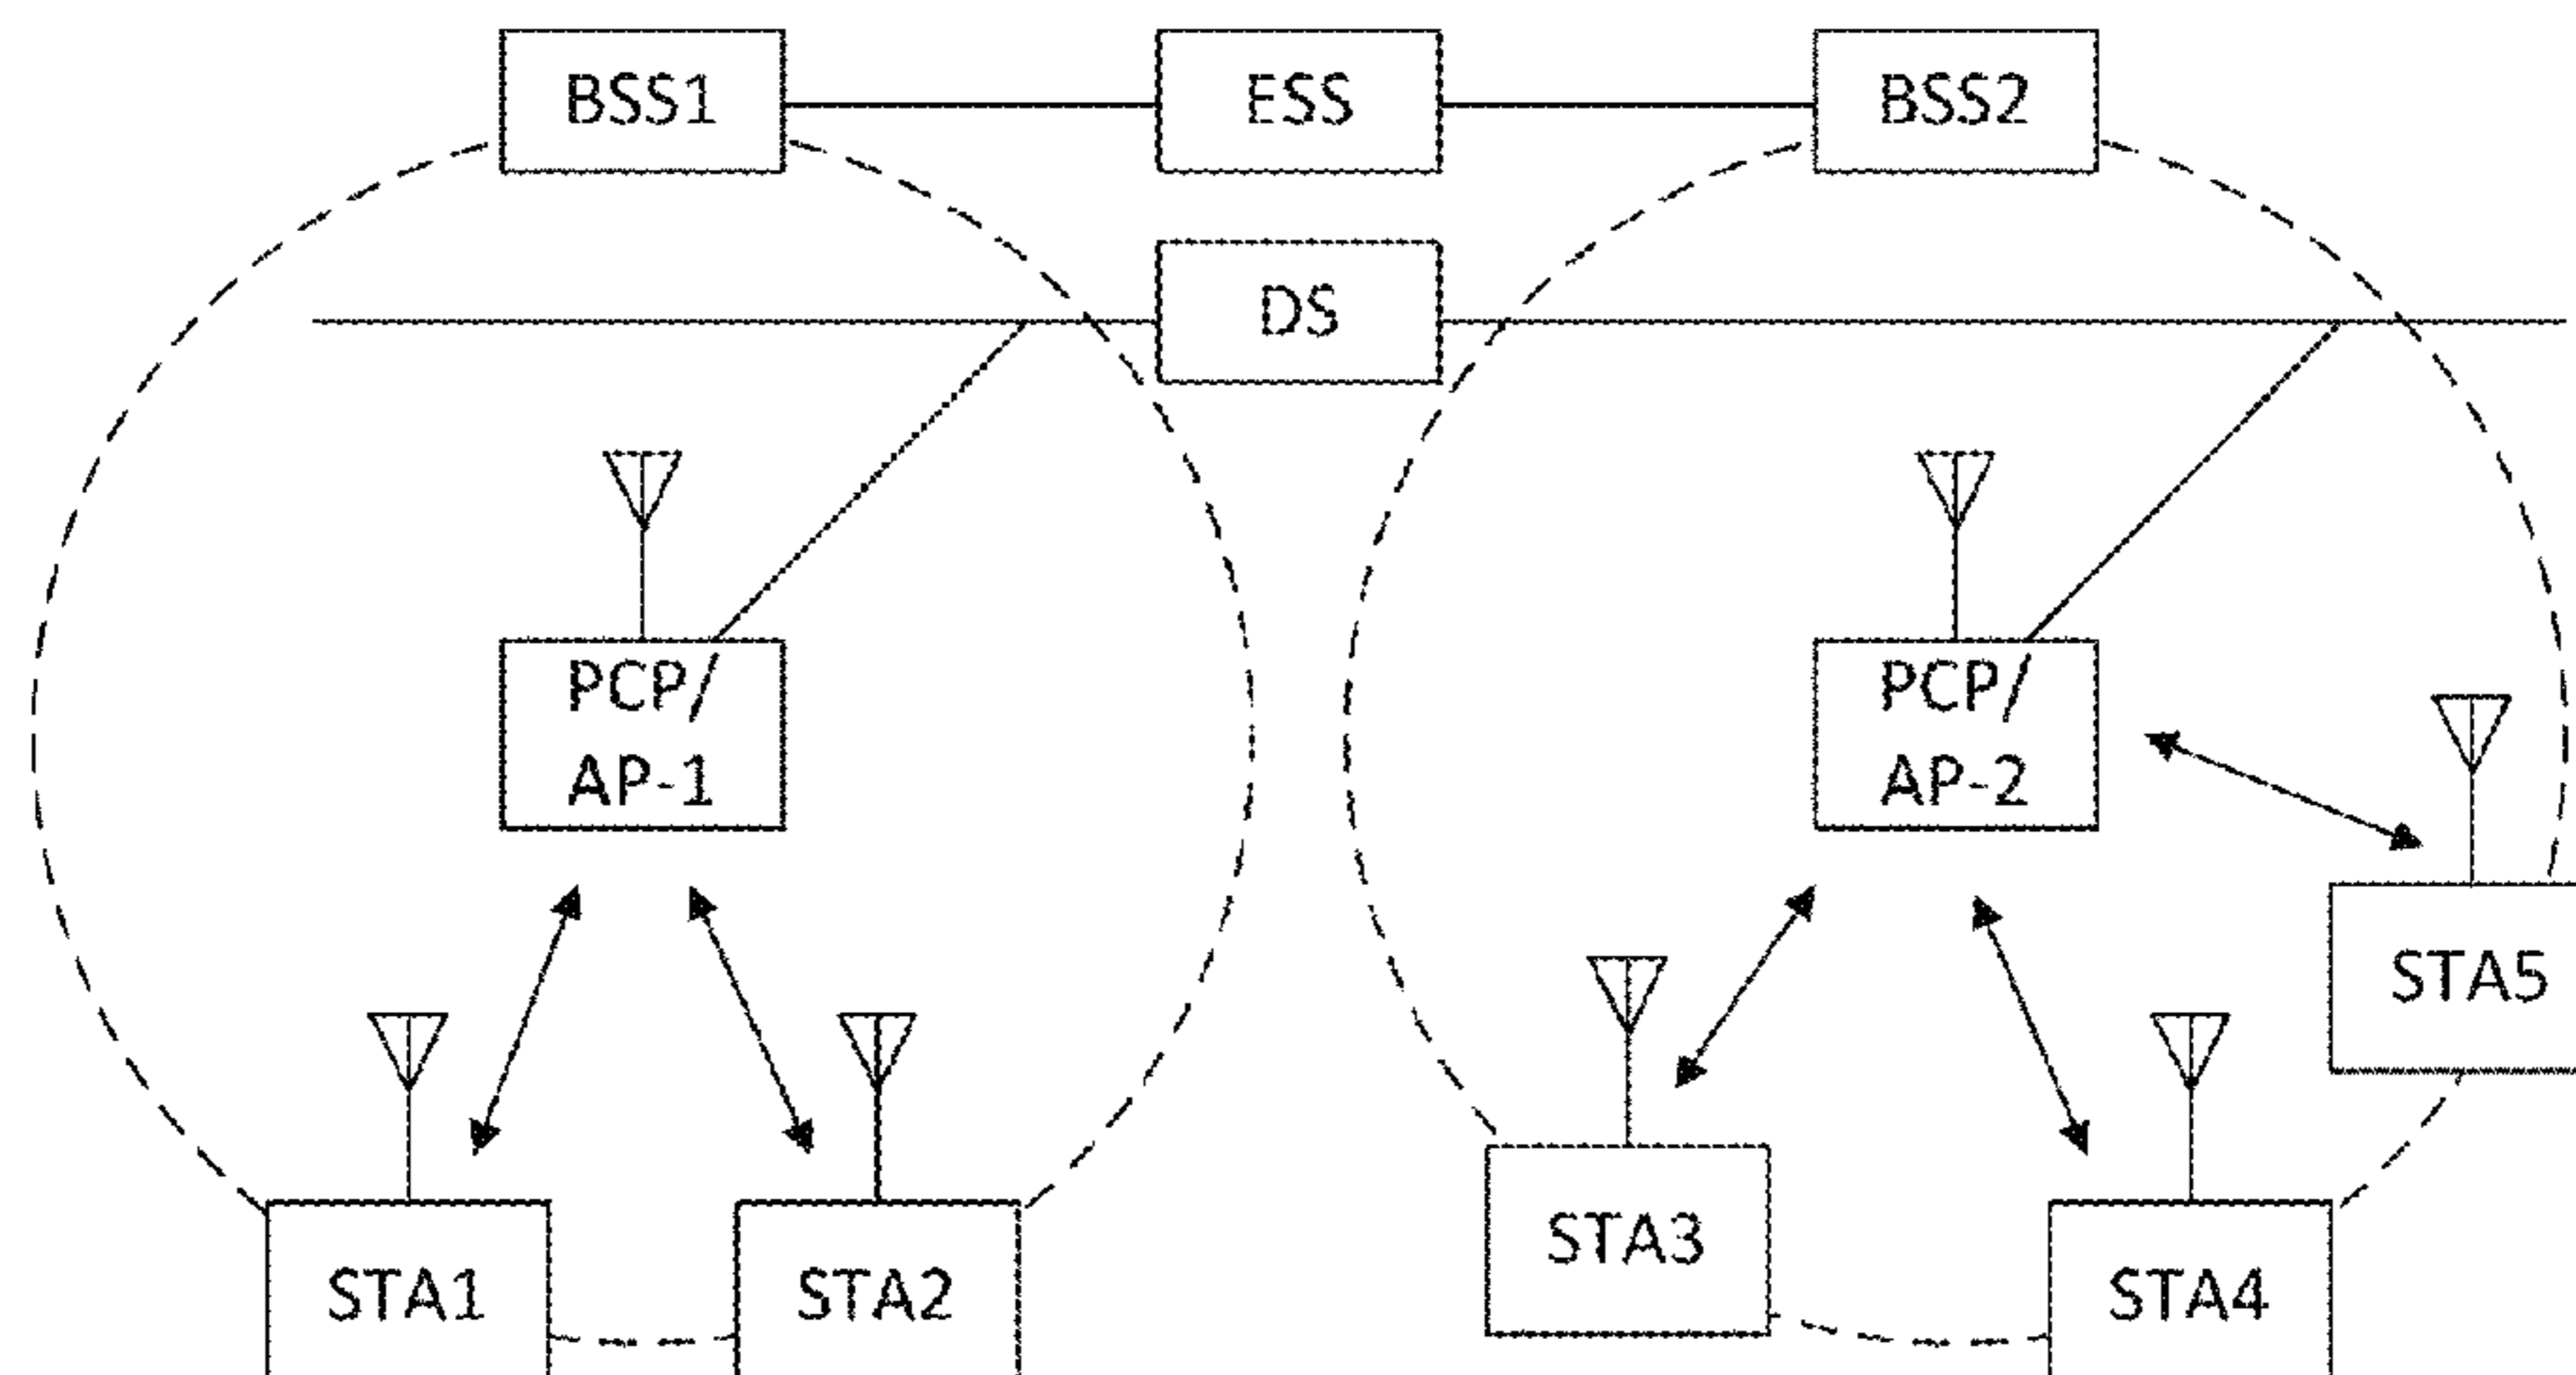 BSS1
ESS
BSS2
DS
PCP/
AP-1
PCP/
AP-2
STA5
STA3
STA1
STA2
STA4